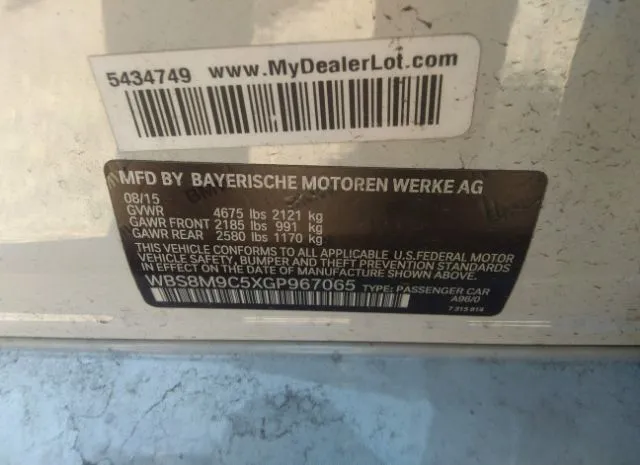 5434749 www.MyDealerLot.com
MFD BY BAYERISCHE MOTOREN WERKE AG
08/15
GVWR 4675 lbs 2121 kg
GAWR FRONT 2185 lbs 991 kg
GAWR REAR 2580 lbs 1170 kg
THIS VEHICLE CONFORMS TO ALL APPLICABLE U.S.FEDERAL MOTOR
VEHICLE SAFETY, BUMPER, AND THEFT PREVENTION STANDARDS
IN EFFECT ON THE DATE OF MANUFACTURE SHOWN ABOVE.
WBS8M9C5XGP967065 TYPE: PASSENGER CAR
A96/0
7 315 814